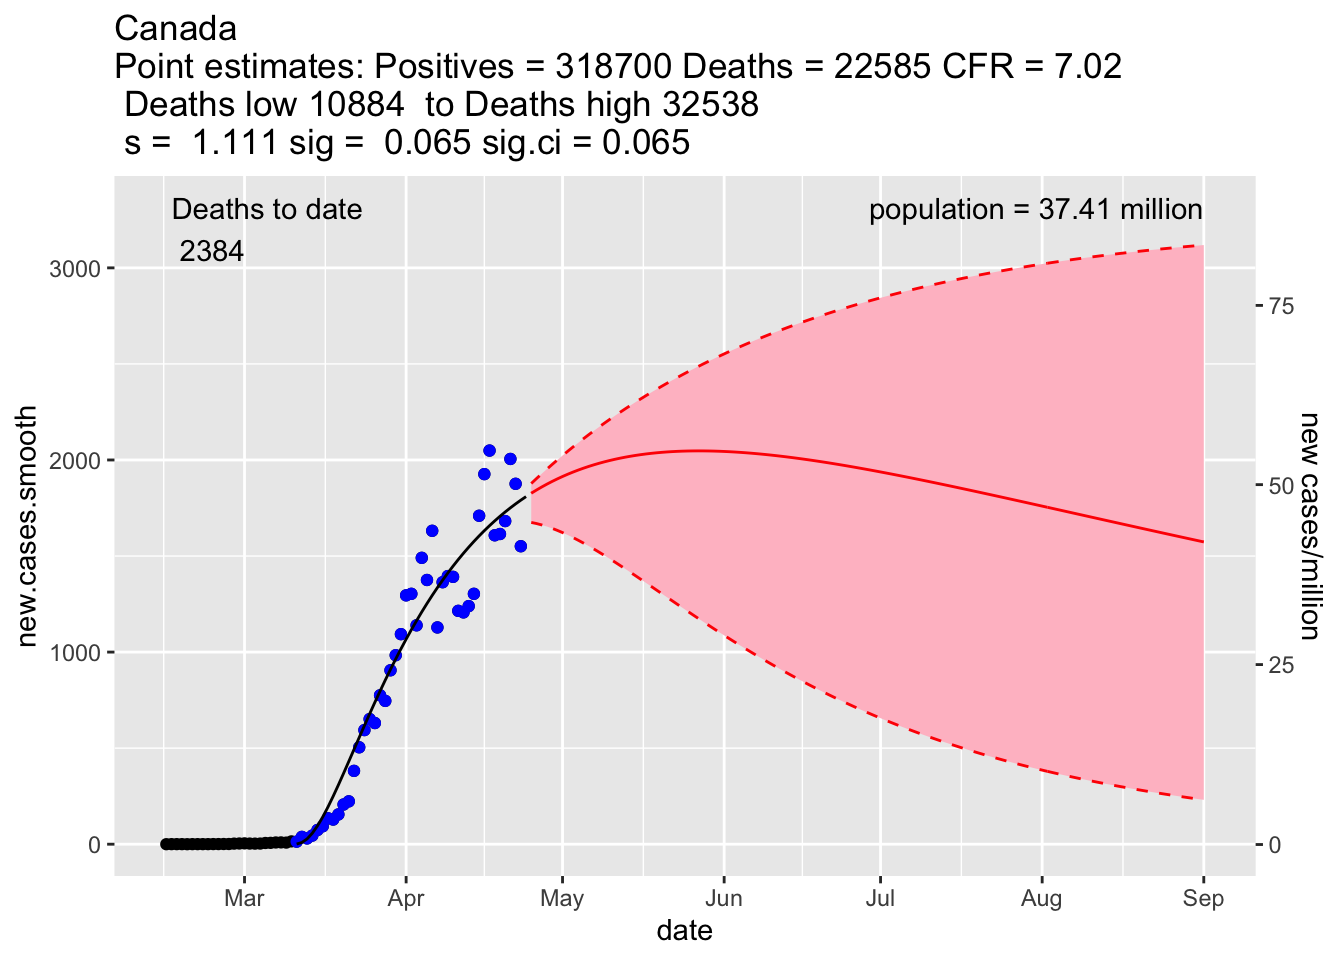 Canada
Point estimates: Positives = 318700 Deaths = 22585 CFR = 7.02
Deaths low 10884  to Deaths high 32538
s =  1.111 sig =  0.065 sig.ci = 0.065
Deaths to date
2384
population = 37.41 million
new.cases.smooth
3000
2000
1000
0
75
50
25
0
new cases/million
Mar
Apr
May
Jun
Jul
Aug
Sep
date